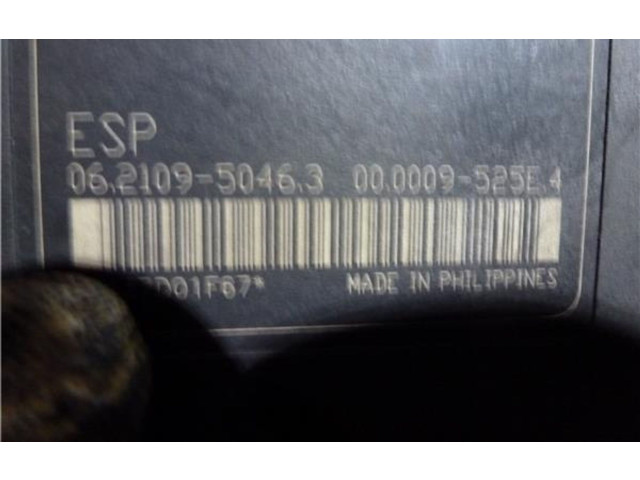 ESP
06.2109-5046.3 00.0009-525E.4
MADE IN PHILIPPINES